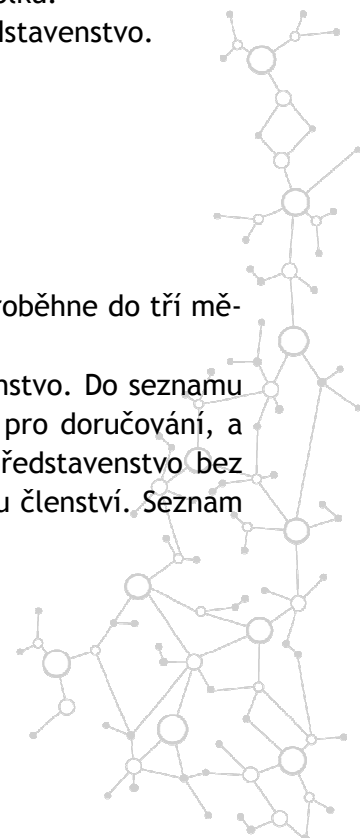 dstavenstvo.
roběhne do tří mě-
nstvo. Do seznamu
pro doručování, a
ředstavenstvo bez
u členství. Seznam